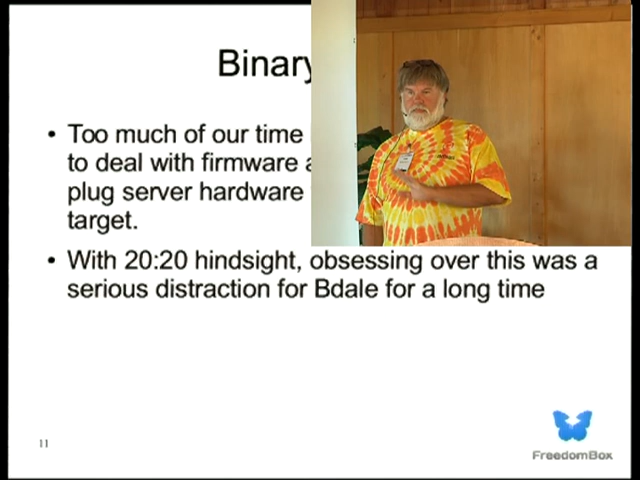 Binary
• Too much of our time
to deal with firmware a
plug server hardware
target.
• With 20:20 hindsight, obsessing over this was a
serious distraction for Bdale for a long time
11
FreedomBox